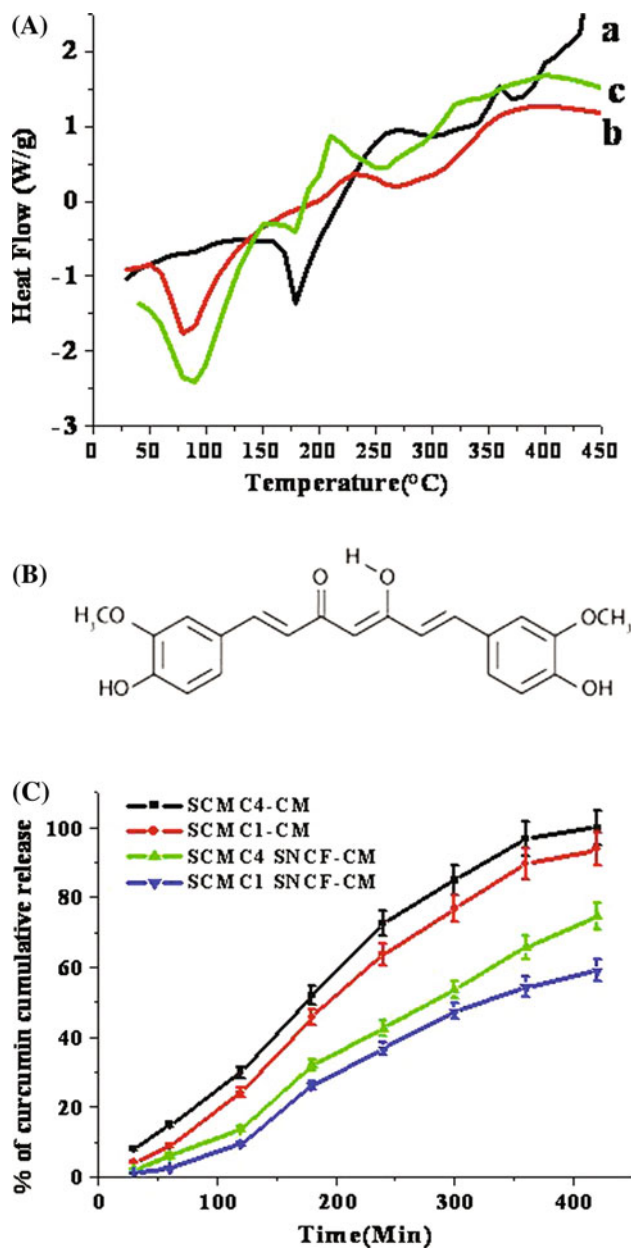 (A)
2
1
0
-1
-2
-3
Heat Flow (W/g)
a
c
b
0 50 100 150 200 250 300 350 400 450
Temperature(°C)
(B)
H
O O
H₃CO OCH₃
HO OH
(C)
SCMC4-CM
SCMC1-CM
SCMC4 SNCF-CM
SCMC1 SNCF-CM
100
80
60
40
20
0
% of curcumin cumulative release
0 100 200 300 400
Time(Min)